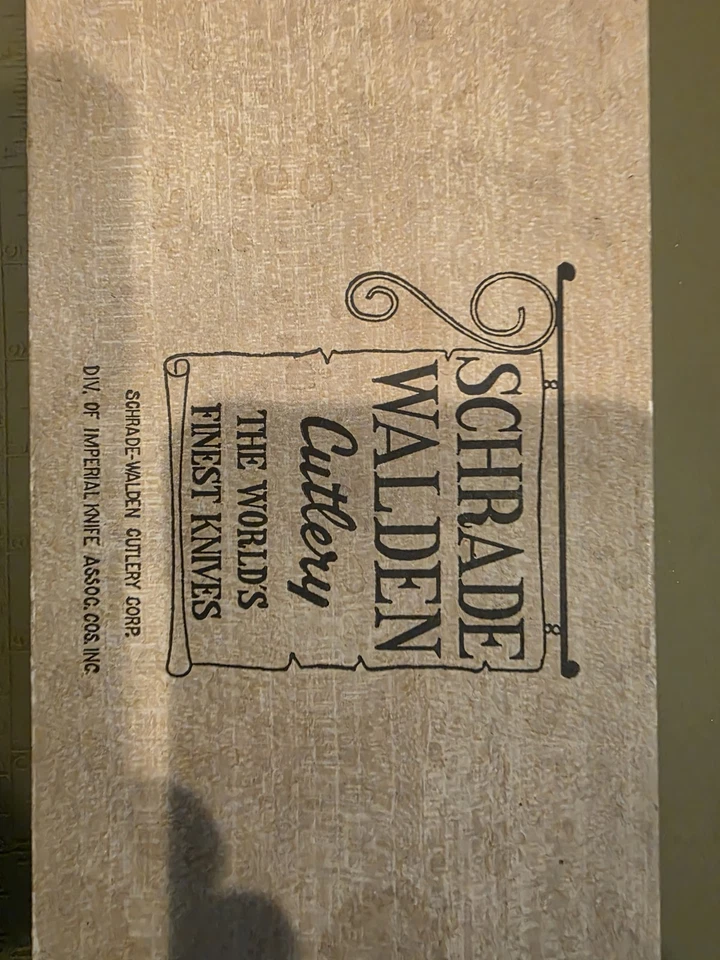 SCHRADE
WALDEN
Cutlery
THE WORLD'S
FINEST KNIVES
SCHRADE-WALDEN CUTLERY CORP.
DIV. OF IMPERIAL KNIFE ASSOC. COS. INC.